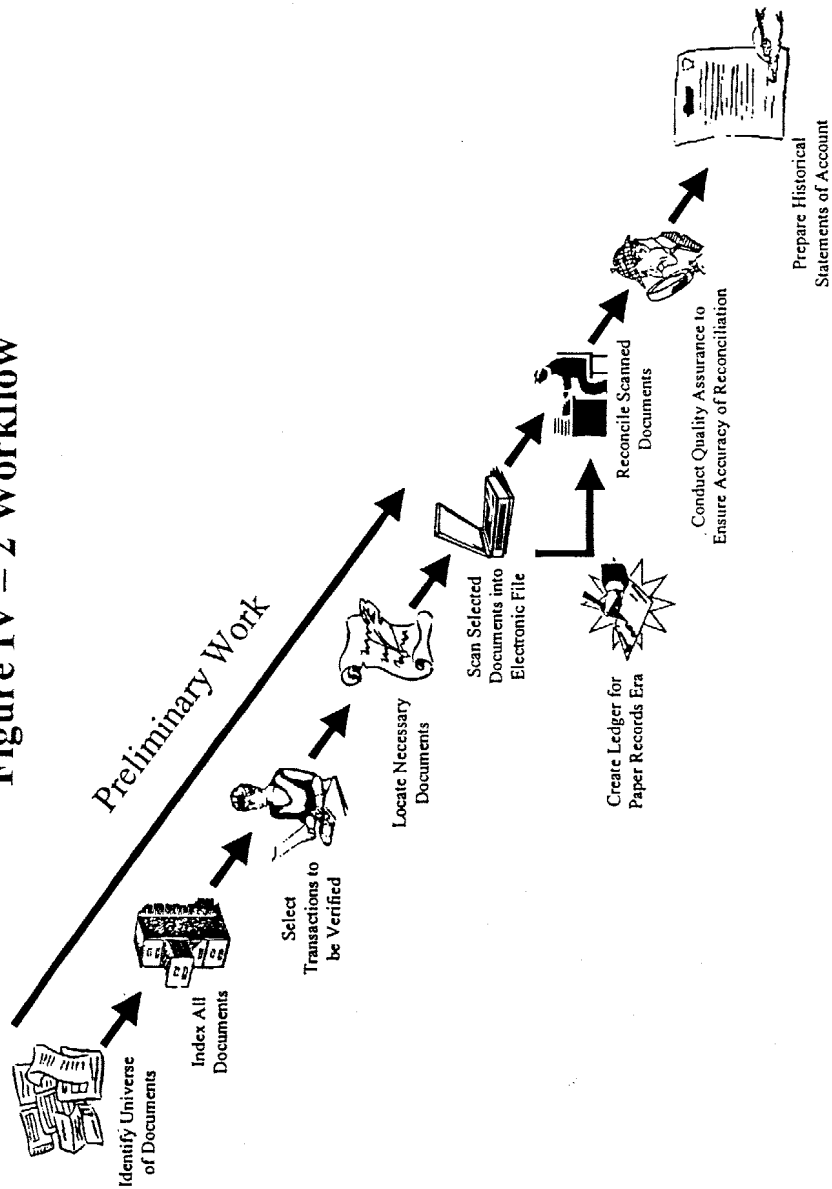 Figure IV – 2 Workflow
Preliminary Work
Identify Universe
of Documents
Index All
Documents
Select
Transactions to
be Verified
Locate Necessary
Documents
Scan Selected
Documents into
Electronic File
Create Ledger for
Paper Records Era
Reconcile Scanned
Documents
Conduct Quality Assurance to
Ensure Accuracy of Reconciliation
Prepare Historical
Statements of Account